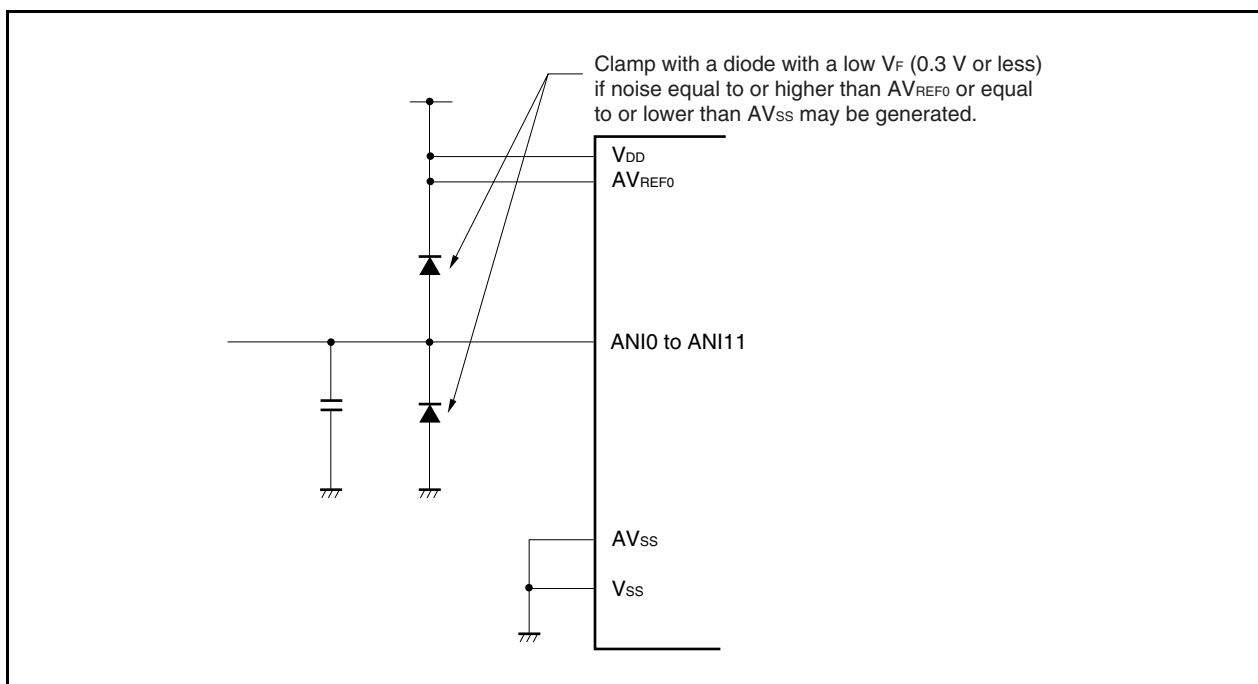 Clamp with a diode with a low VF (0.3 V or less)
if noise equal to or higher than AVREF0 or equal
to or lower than AVSS may be generated.
VDD
AVREF0
ANI0 to ANI11
AVSS
VSS